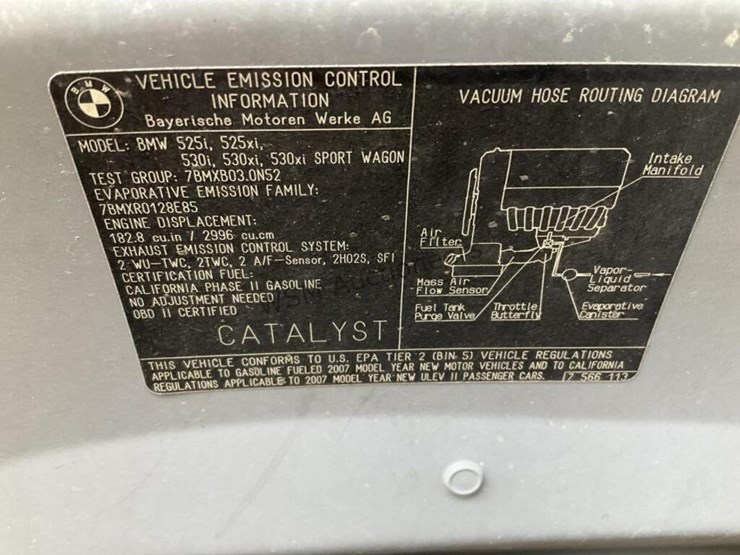 BMW
VEHICLE EMISSION CONTROL
INFORMATION
Bayerische Motoren Werke AG
MODEL: BMW 525i, 525xi,
530i, 530xi, 530xi SPORT WAGON
TEST GROUP: 7BMXB03.0N52
EVAPORATIVE EMISSION FAMILY:
7BMXR0128E85
ENGINE DISPLACEMENT:
182.8 cu.in / 2996 cu.cm
EXHAUST EMISSION CONTROL SYSTEM:
2 WU-TWC, 2TWC, 2 A/F-Sensor, 2HO2S, SFI
CERTIFICATION FUEL:
CALIFORNIA PHASE II GASOLINE
NO ADJUSTMENT NEEDED
OBD II CERTIFIED
CATALYST
VACUUM HOSE ROUTING DIAGRAM
Intake
Manifold
Air
Filter
Mass Air
Flow Sensor
Vapor-
Liquid
Separator
Fuel Tank
Purge Valve
Throttle
Butterfly
Evaporative
Canister
THIS VEHICLE CONFORMS TO U.S. EPA TIER 2 (BIN 5) VEHICLE REGULATIONS
APPLICABLE TO GASOLINE FUELED 2007 MODEL YEAR NEW MOTOR VEHICLES AND TO CALIFORNIA
REGULATIONS APPLICABLE TO 2007 MODEL YEAR NEW ULEV II PASSENGER CARS.
7 566 113